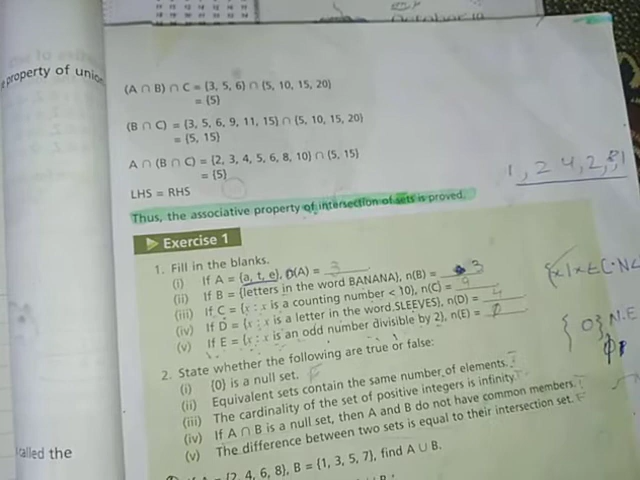 October 10
property of union
(A ∩ B) ∩ C = {3, 5, 6} ∩ {5, 10, 15, 20}
= {5}
(B ∩ C) = {3, 5, 6, 9, 11, 15} ∩ {5, 10, 15, 20}
= {5, 15}
A ∩ (B ∩ C) = {2, 3, 4, 5, 6, 8, 10} ∩ {5, 15}
= {5}
LHS = RHS
1, 2 4, 2, 8, 1
Thus, the associative property of intersection of sets is proved.
Exercise 1
1. Fill in the blanks.
(i) If A = {a, t, e}, n(A) = 3.
(ii) If B = {letters in the word BANANA}, n(B) = 3
(iii) If C = {x : x is a counting number < 10}, n(C) = 9.
(iv) If D = {x : x is a letter in the word SLEEVES}, n(D) = 4.
(v) If E = {x : x is an odd number divisible by 2}, n(E) = 0.
{0} N.E
2. State whether the following are true or false:
(i) {0} is a null set. F
(ii) Equivalent sets contain the same number of elements. T
(iii) The cardinality of the set of positive integers is infinity. T
(iv) If A ∩ B is a null set, then A and B do not have common members. T
(v) The difference between two sets is equal to their intersection set. F
called the
{2, 4, 6, 8}, B = {1, 3, 5, 7}, find A ∪ B.